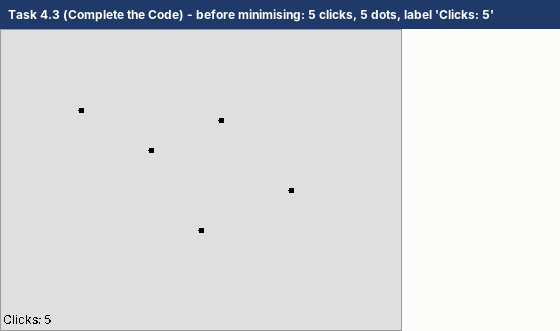 Task 4.3 (Complete the Code) - before minimising: 5 clicks, 5 dots, label 'Clicks: 5'
Clicks: 5